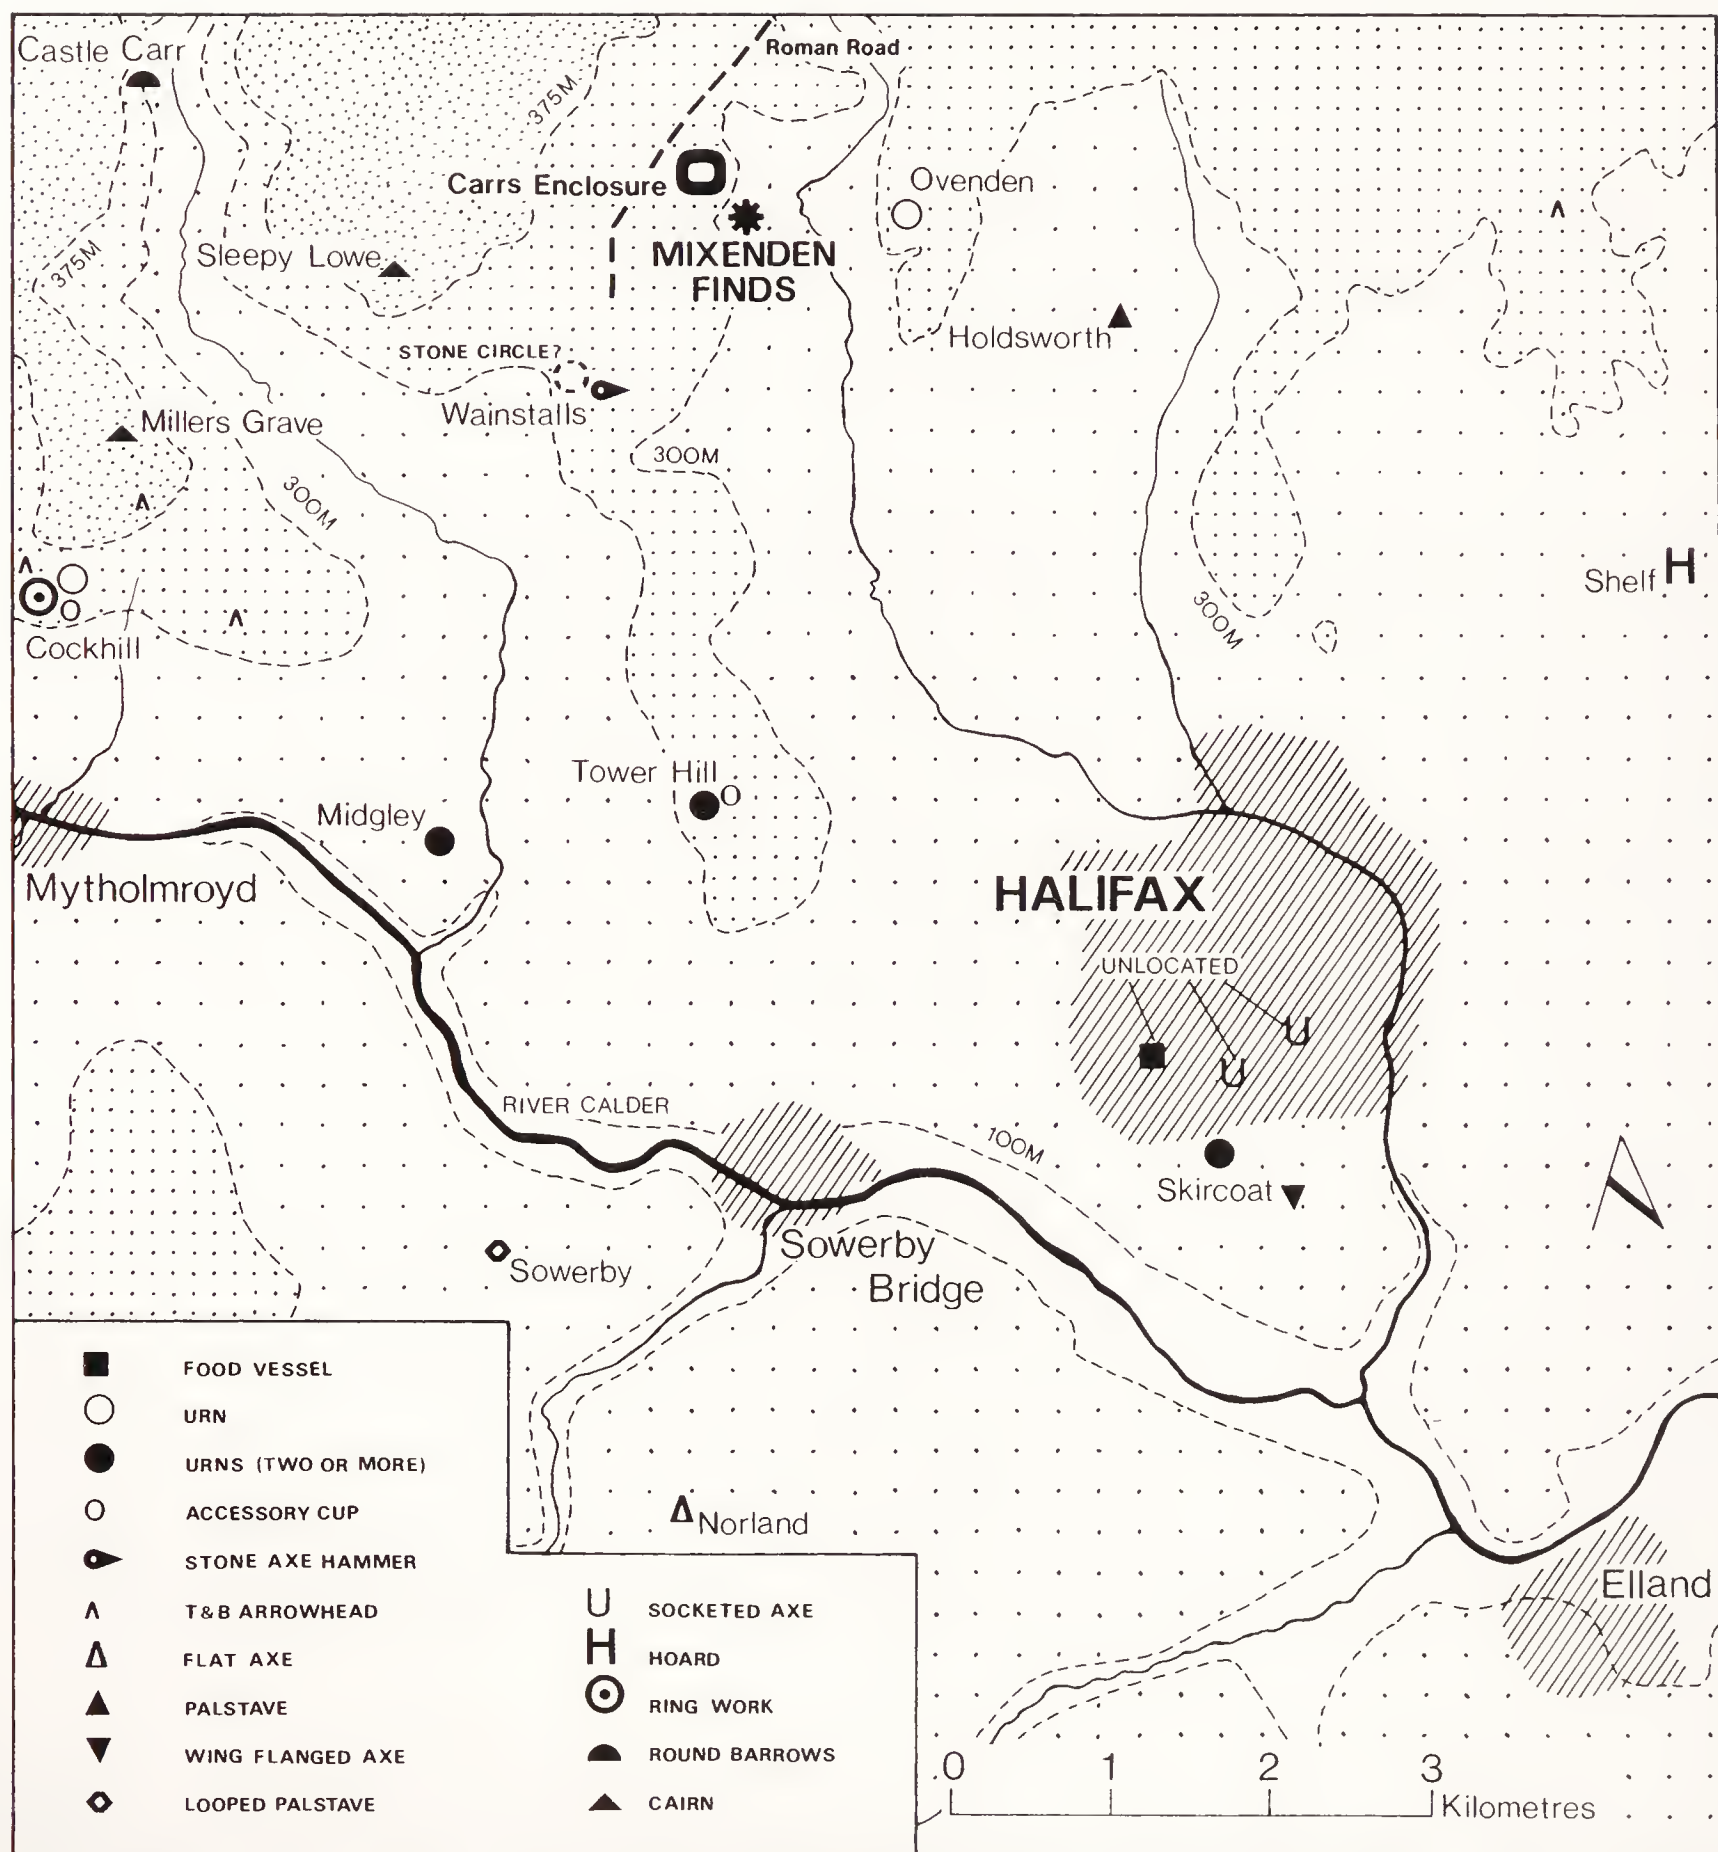 Castle Carr
Roman Road
375M
Carrs Enclosure
Ovenden
375M
Sleepy Lowe
MIXENDEN
FINDS
Holdsworth
STONE CIRCLE?
Wainstalls
Millers Grave
300M
300M
Shelf H
300M
Cockhill
Tower Hill
Midgley
Mytholmroyd
HALIFAX
UNLOCATED
RIVER CALDER
100M
Skircoat
Sowerby
Bridge
Sowerby
Norland
Elland
FOOD VESSEL
URN
URNS (TWO OR MORE)
ACCESSORY CUP
STONE AXE HAMMER
T&B ARROWHEAD
FLAT AXE
PALSTAVE
WING FLANGED AXE
LOOPED PALSTAVE
U SOCKETED AXE
H HOARD
RING WORK
ROUND BARROWS
CAIRN
0 1 2 3
Kilometres